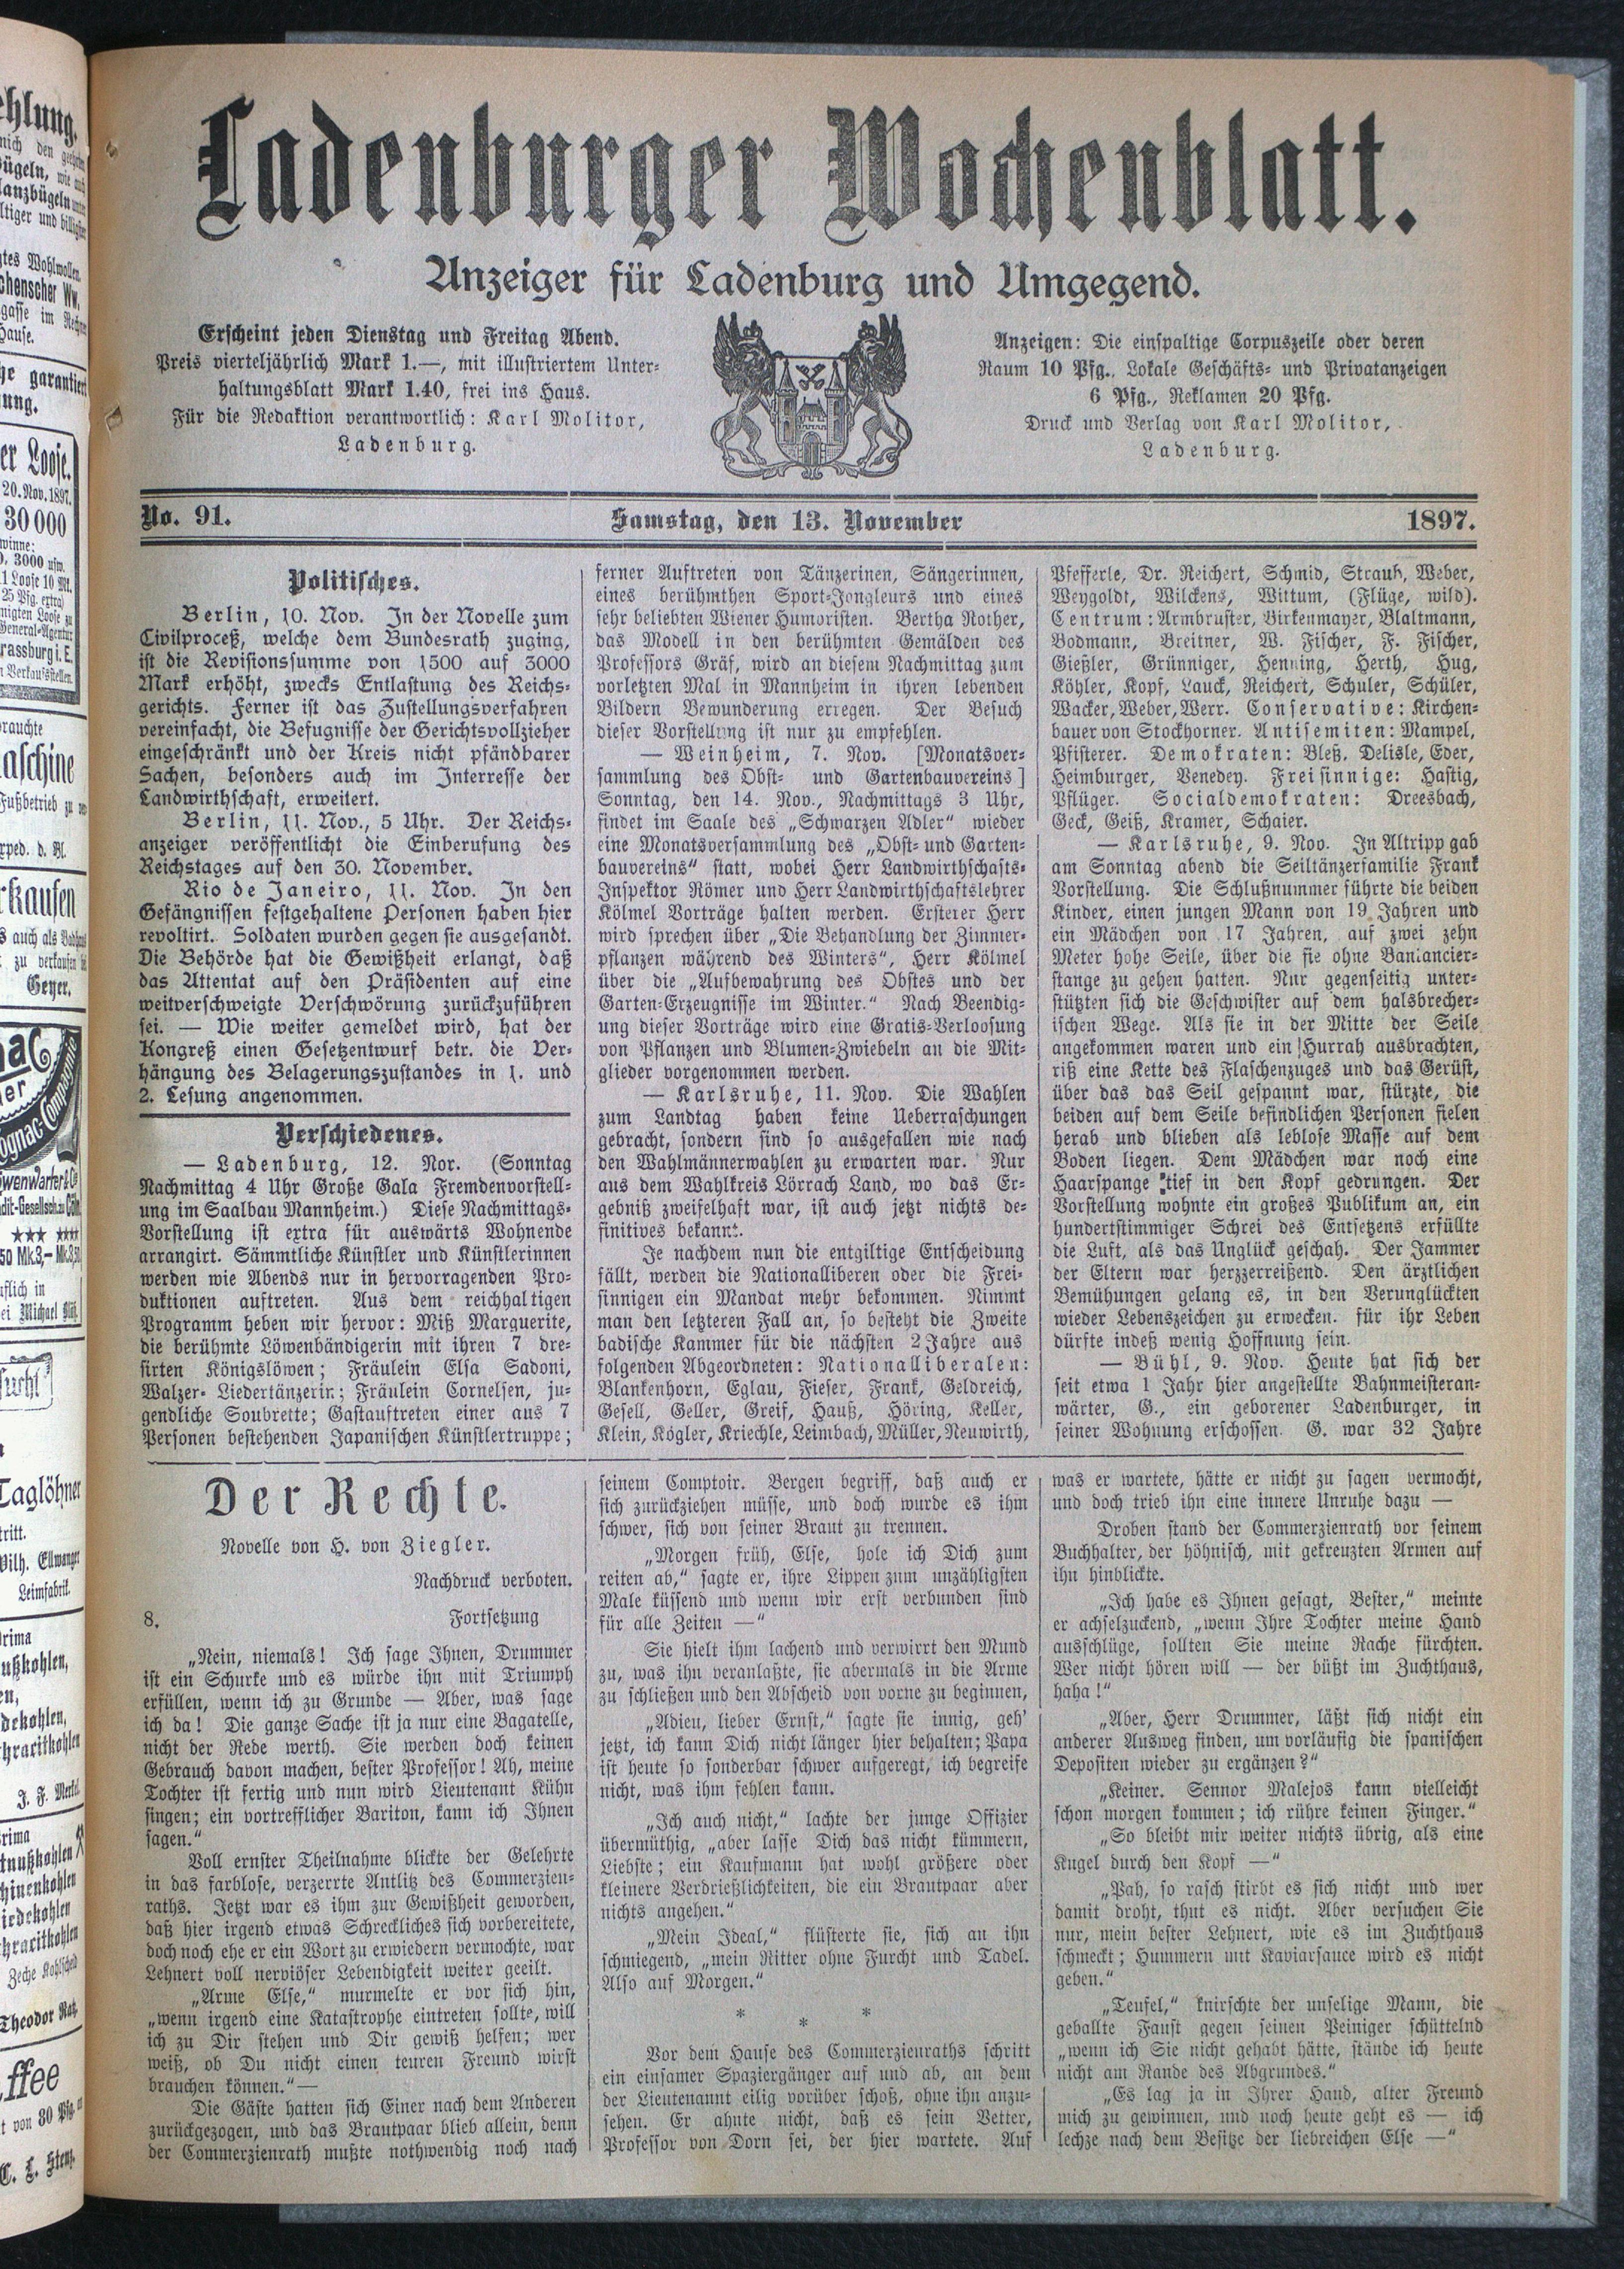 Ladenburger Wochenblatt.
Anzeiger für Ladenburg und Umgegend.
Erscheint jeden Dienstag und Freitag Abend.
Preis vierteljährlich Mark 1.—, mit illustriertem Unter-
haltungsblatt Mark 1.40, frei ins Haus.
Für die Redaktion verantwortlich: Karl Molitor,
Ladenburg.
Anzeigen: Die einspaltige Corpuszeile oder deren
Raum 10 Pfg., Lokale Geschäfts- und Privatanzeigen
6 Pfg., Reklamen 20 Pfg.
Druck und Verlag von Karl Molitor,
Ladenburg.
No. 91.
Samstag, den 13. November
1897.
Politisches.
Berlin, 10. Nov. In der Novelle zum
Civilproceß, welche dem Bundesrath zuging,
ist die Revisionssumme von 1500 auf 3000
Mark erhöht, zwecks Entlastung des Reichs-
gerichts. Ferner ist das Zustellungsverfahren
vereinfacht, die Befugnisse der Gerichtsvollzieher
eingeschränkt und der Kreis nicht pfändbarer
Sachen, besonders auch im Interresse der
Landwirthschaft, erweitert.
Berlin, 11. Nov., 5 Uhr. Der Reichs-
anzeiger veröffentlicht die Einberufung des
Reichstages auf den 30. November.
Rio de Janeiro, 11. Nov. In den
Gefängnissen festgehaltene Personen haben hier
revoltirt. Soldaten wurden gegen sie ausgesandt.
Die Behörde hat die Gewißheit erlangt, daß
das Attentat auf den Präsidenten auf eine
weitverschweigte Verschwörung zurückzuführen
sei. — Wie weiter gemeldet wird, hat der
Kongreß einen Gesetzentwurf betr. die Ver-
hängung des Belagerungszustandes in 1. und
2. Lesung angenommen.
Verschiedenes.
— Ladenburg, 12. Nor. (Sonntag
Nachmittag 4 Uhr Große Gala Fremdenvorstell-
ung im Saalbau Mannheim.) Diese Nachmittags-
Vorstellung ist extra für auswärts Wohnende
arrangirt. Sämmtliche Künstler und Künstlerinnen
werden wie Abends nur in hervorragenden Pro-
duktionen auftreten. Aus dem reichhaltigen
Programm heben wir hervor: Miß Marguerite,
die berühmte Löwenbändigerin mit ihren 7 dre-
sirten Königslöwen; Fräulein Elsa Sadoni,
Walzer- Liedertänzerin; Fräulein Cornelsen, ju-
gendliche Soubrette; Gastauftreten einer aus 7
Personen bestehenden Japanischen Künstlertruppe;
ferner Auftreten von Tänzerinen, Sängerinnen,
eines berühmthen Sport-Jongleurs und eines
sehr beliebten Wiener Humoristen. Bertha Rother,
das Modell in den berühmten Gemälden des
Professors Gräf, wird an diesem Nachmittag zum
vorletzten Mal in Mannheim in ihren lebenden
Bildern Bewunderung erregen. Der Besuch
dieser Vorstellung ist nur zu empfehlen.
— Weinheim, 7. Nov. [Monatsver-
sammlung des Obst- und Gartenbauvereins]
Sonntag, den 14. Nov., Nachmittags 3 Uhr,
findet im Saale des „Schwarzen Adler“ wieder
eine Monatsversammlung des „Obst- und Garten-
bauvereins“ statt, wobei Herr Landwirthschafts-
Inspektor Römer und Herr Landwirthschaftslehrer
Kölmel Vorträge halten werden. Ersterer Herr
wird sprechen über „Die Behandlung der Zimmer-
pflanzen während des Winters“, Herr Kölmel
über die „Aufbewahrung des Obstes und der
Garten-Erzeugnisse im Winter.“ Nach Beendig-
ung dieser Vorträge wird eine Gratis-Verloosung
von Pflanzen und Blumen-Zwiebeln an die Mit-
glieder vorgenommen werden.
— Karlsruhe, 11. Nov. Die Wahlen
zum Landtag haben keine Ueberraschungen
gebracht, sondern sind so ausgefallen wie nach
den Wahlmännerwahlen zu erwarten war. Nur
aus dem Wahlkreis Lörrach Land, wo das Er-
gebniß zweifelhaft war, ist auch jetzt nichts de-
finitives bekannt.
Je nachdem nun die entgiltige Entscheidung
fällt, werden die Nationalliberen oder die Frei-
sinnigen ein Mandat mehr bekommen. Nimmt
man den letzteren Fall an, so besteht die Zweite
badische Kammer für die nächsten 2 Jahre aus
folgenden Abgeordneten: Nationalliberalen:
Blankenhorn, Eglau, Fieser, Frank, Geldreich,
Gesell, Geller, Greif, Hauß, Höring, Keller,
Klein, Kögler, Kriechle, Leimbach, Müller, Neuwirth,
Pfefferle, Dr. Reichert, Schmid, Straub, Weber,
Weygoldt, Wilckens, Wittum, (Flüge, wild).
Centrum: Armbruster, Birkenmayer, Blaltmann,
Bodmann, Breitner, W. Fischer, F. Fischer,
Gießler, Grünniger, Henning, Herth, Hug,
Köhler, Kopf, Lauck, Reichert, Schuler, Schüler,
Wacker, Weber, Werr. Conservative: Kirchen-
bauer von Stockhorner. Antisemiten: Mampel,
Pfisterer. Demokraten: Bleß, Delisle, Eder,
Heimburger, Venedey. Freisinnige: Hastig,
Pflüger. Socialdemokraten: Dreesbach,
Geck, Geiß, Kramer, Schaier.
— Karlsruhe, 9. Nov. In Altripp gab
am Sonntag abend die Seiltänzerfamilie Frank
Vorstellung. Die Schlußnummer führte die beiden
Kinder, einen jungen Mann von 19 Jahren und
ein Mädchen von 17 Jahren, auf zwei zehn
Meter hohe Seile, über die sie ohne Banlancier-
stange zu gehen hatten. Nur gegenseitig unter-
stützten sich die Geschwister auf dem halsbrecher-
ischen Wege. Als sie in der Mitte der Seile
angekommen waren und ein Hurrah ausbrachten,
riß eine Kette des Flaschenzuges und das Gerüst,
über das das Seil gespannt war, stürzte, die
beiden auf dem Seile befindlichen Personen fielen
herab und blieben als leblose Masse auf dem
Boden liegen. Dem Mädchen war noch eine
Haarspange tief in den Kopf gedrungen. Der
Vorstellung wohnte ein großes Publikum an, ein
hundertstimmiger Schrei des Entsetzens erfüllte
die Luft, als das Unglück geschah. Der Jammer
der Eltern war herzzerreißend. Den ärztlichen
Bemühungen gelang es, in den Verunglückten
wieder Lebenszeichen zu erwecken. für ihr Leben
dürfte indeß wenig Hoffnung sein.
— Bühl, 9. Nov. Heute hat sich der
seit etwa 1 Jahr hier angestellte Bahnmeisteran-
wärter, G., ein geborener Ladenburger, in
seiner Wohnung erschossen. G. war 32 Jahre
Der Rechte.
Novelle von H. von Ziegler.
Nachdruck verboten.
8. Fortsetzung
„Nein, niemals! Ich sage Ihnen, Drummer
ist ein Schurke und es würde ihn mit Triumph
erfüllen, wenn ich zu Grunde — Aber, was sage
ich da! Die ganze Sache ist ja nur eine Bagatelle,
nicht der Rede werth. Sie werden doch keinen
Gebrauch davon machen, bester Professor! Ah, meine
Tochter ist fertig und nun wird Lieutenant Kühn
singen; ein vortrefflicher Bariton, kann ich Ihnen
sagen.“
Voll ernster Theilnahme blickte der Gelehrte
in das farblose, verzerrte Antlitz des Commerzien-
raths. Jetzt war es ihm zur Gewißheit geworden,
daß hier irgend etwas Schreckliches sich vorbereitete,
doch noch ehe er ein Wort zu erwiedern vermochte, war
Lehnert voll nerviöser Lebendigkeit weiter geeilt.
„Arme Else,“ murmelte er vor sich hin,
„wenn irgend eine Katastrophe eintreten sollte, will
ich zu Dir stehen und Dir gewiß helfen; wer
weiß, ob Du nicht einen teuren Freund wirst
brauchen können.“—
Die Gäste hatten sich Einer nach dem Anderen
zurückgezogen, und das Brautpaar blieb allein, denn
der Commerzienrath mußte nothwendig noch nach
seinem Comptoir. Bergen begriff, daß auch er
sich zurückziehen müsse, und doch wurde es ihm
schwer, sich von seiner Braut zu trennen.
„Morgen früh, Else, hole ich Dich zum
reiten ab,“ sagte er, ihre Lippen zum unzähligsten
Male küssend und wenn wir erst verbunden sind
für alle Zeiten —“
Sie hielt ihm lachend und verwirrt den Mund
zu, was ihn veranlaßte, sie abermals in die Arme
zu schließen und den Abscheid von vorne zu beginnen,
„Adieu, lieber Ernst,“ sagte sie innig, geh'
jetzt, ich kann Dich nicht länger hier behalten; Papa
ist heute so sonderbar schwer aufgeregt, ich begreife
nicht, was ihm fehlen kann.
„Ich auch nicht,“ lachte der junge Offizier
übermüthig, „aber lasse Dich das nicht kümmern,
Liebste; ein Kaufmann hat wohl größere oder
kleinere Verdrießlichkeiten, die ein Brautpaar aber
nichts angehen.“
„Mein Ideal,“ flüsterte sie, sich an ihn
schmiegend, „mein Ritter ohne Furcht und Tadel.
Also auf Morgen.“
* * *
Vor dem Hause des Commerzienraths schritt
ein einsamer Spaziergänger auf und ab, an dem
der Lieutenannt eilig vorüber schoß, ohne ihn anzu-
sehen. Er ahnte nicht, daß es sein Vetter,
Professor von Dorn sei, der hier wartete. Auf
was er wartete, hätte er nicht zu sagen vermocht,
und doch trieb ihn eine innere Unruhe dazu —
Droben stand der Commerzienrath vor seinem
Buchhalter, der höhnisch, mit gekreuzten Armen auf
ihn hinblickte.
„Ich habe es Ihnen gesagt, Bester,“ meinte
er achselzuckend, „wenn Ihre Tochter meine Hand
ausschlüge, sollten Sie meine Rache fürchten.
Wer nicht hören will — der büßt im Zuchthaus,
haha!“
„Aber, Herr Drummer, läßt sich nicht ein
anderer Ausweg finden, um vorläufig die spanischen
Depositen wieder zu ergänzen?“
„Keiner. Sennor Malejos kann vielleicht
schon morgen kommen; ich rühre keinen Finger.“
„So bleibt mir weiter nichts übrig, als eine
Kugel durch den Kopf —“
„Pah, so rasch stirbt es sich nicht und wer
damit droht, thut es nicht. Aber versuchen Sie
nur, mein bester Lehnert, wie es im Zuchthaus
schmeckt; Hummern mit Kaviarsauce wird es nicht
geben.“
„Teufel,“ knirschte der unselige Mann, die
geballte Faust gegen seinen Peiniger schüttelnd
„wenn ich Sie nicht gehabt hätte, stände ich heute
nicht am Rande des Abgrundes.“
„Es lag ja in Ihrer Hand, alter Freund
mich zu gewinnen, und noch heute geht es — ich
lechze nach dem Besitze der liebreichen Else —“